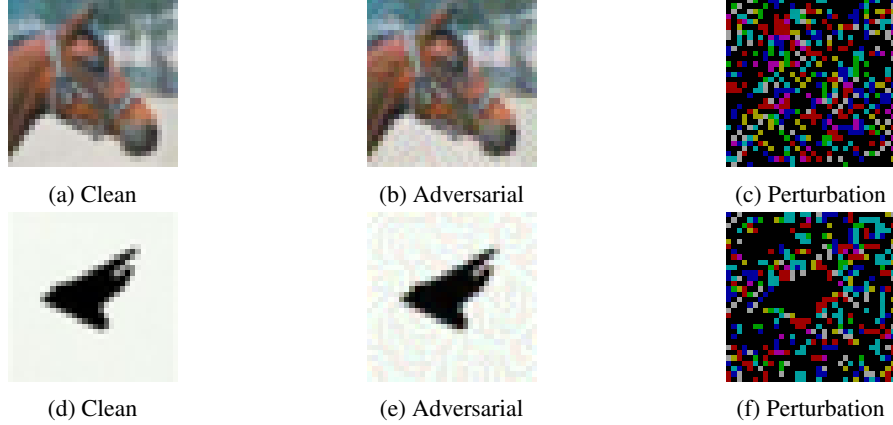 (a) Clean
(b) Adversarial
(c) Perturbation
(d) Clean
(e) Adversarial
(f) Perturbation